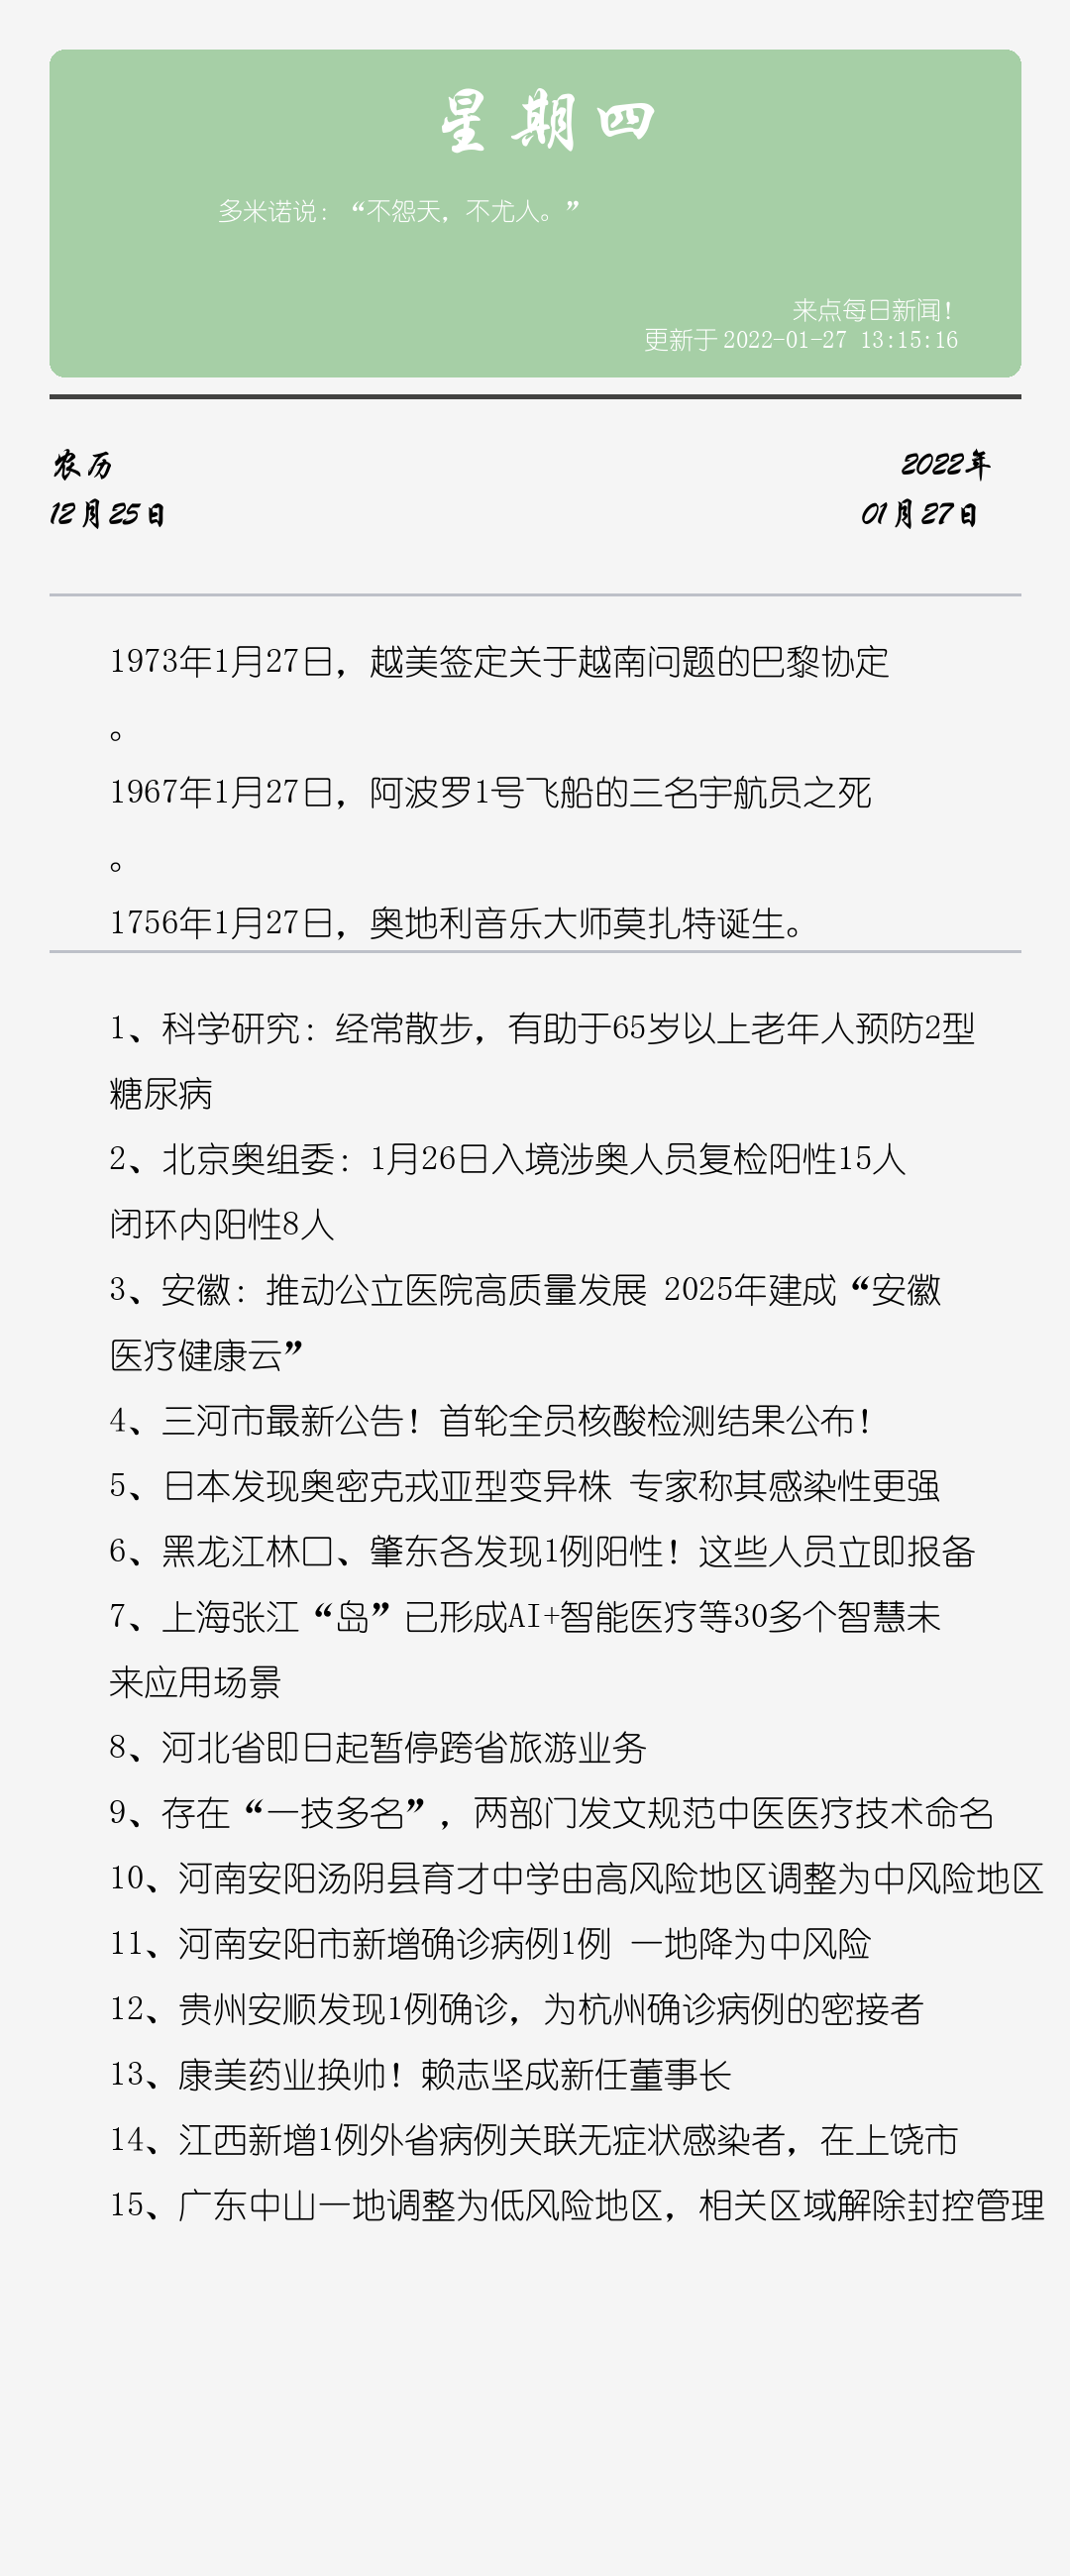 星期四
多米诺说：“不怨天，不尤人。”
来点每日新闻！
更新于 2022-01-27 13:15:16
农历
12月25日
2022年
01月27日
1973年1月27日，越美签定关于越南问题的巴黎协定
。
1967年1月27日，阿波罗1号飞船的三名宇航员之死
。
1756年1月27日，奥地利音乐大师莫扎特诞生。
1、科学研究：经常散步，有助于65岁以上老年人预防2型
糖尿病
2、北京奥组委：1月26日入境涉奥人员复检阳性15人
闭环内阳性8人
3、安徽：推动公立医院高质量发展 2025年建成“安徽
医疗健康云”
4、三河市最新公告！首轮全员核酸检测结果公布！
5、日本发现奥密克戎亚型变异株 专家称其感染性更强
6、黑龙江林口、肇东各发现1例阳性！这些人员立即报备
7、上海张江“岛”已形成AI+智能医疗等30多个智慧未
来应用场景
8、河北省即日起暂停跨省旅游业务
9、存在“一技多名”，两部门发文规范中医医疗技术命名
10、河南安阳汤阴县育才中学由高风险地区调整为中风险地区
11、河南安阳市新增确诊病例1例 一地降为中风险
12、贵州安顺发现1例确诊，为杭州确诊病例的密接者
13、康美药业换帅！赖志坚成新任董事长
14、江西新增1例外省病例关联无症状感染者，在上饶市
15、广东中山一地调整为低风险地区，相关区域解除封控管理